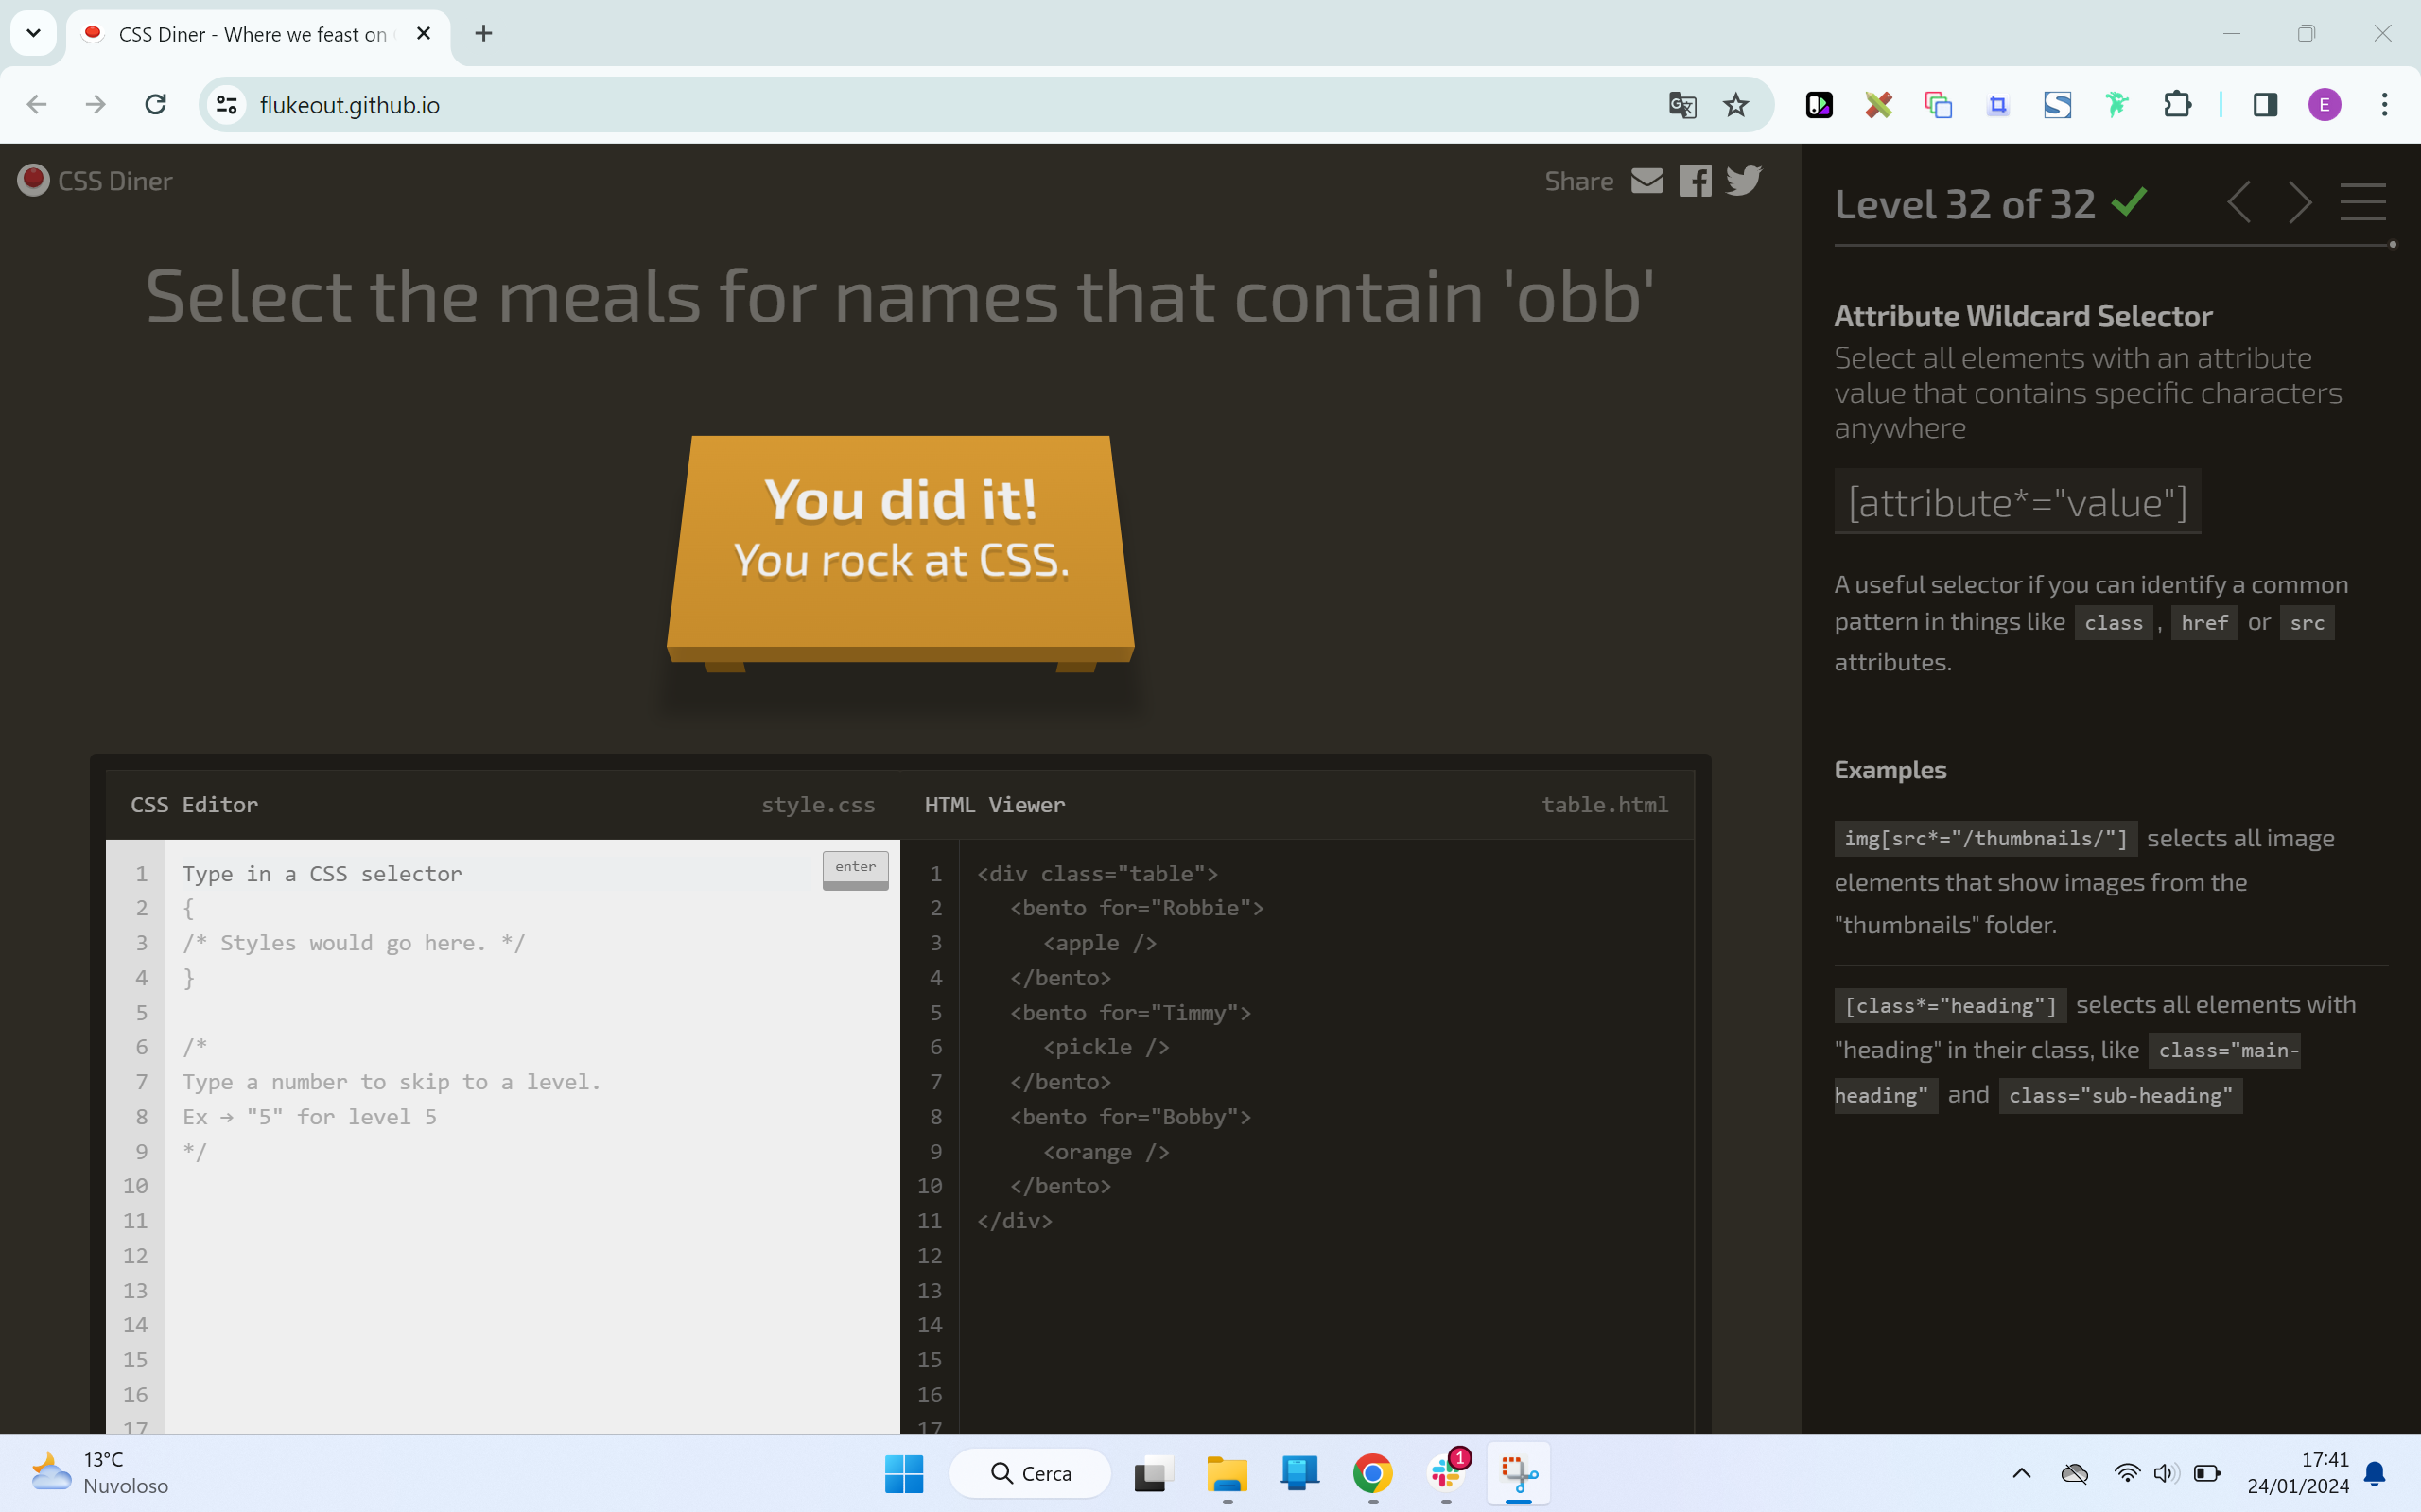 CSS Diner - Where we feast on
flukeout.github.io
E
CSS Diner
Share
Select the meals for names that contain 'obb'
You did it!
You rock at CSS.
CSS Editor style.css
1 Type in a CSS selector enter
2 {
3 /* Styles would go here. */
4 }
5
6 /*
7 Type a number to skip to a level.
8 Ex → "5" for level 5
9 */
10
11
12
13
14
15
16
17
HTML Viewer table.html
1 <div class="table">
2 <bento for="Robbie">
3 <apple />
4 </bento>
5 <bento for="Timmy">
6 <pickle />
7 </bento>
8 <bento for="Bobby">
9 <orange />
10 </bento>
11 </div>
12
13
14
15
16
17
Level 32 of 32
Attribute Wildcard Selector
Select all elements with an attribute
value that contains specific characters
anywhere
[attribute*="value"]
A useful selector if you can identify a common
pattern in things like class , href or src
attributes.
Examples
img[src*="/thumbnails/"] selects all image
elements that show images from the
"thumbnails" folder.
[class*="heading"] selects all elements with
"heading" in their class, like class="main-
heading" and class="sub-heading"
13°C
Nuvoloso
Cerca
1
17:41
24/01/2024